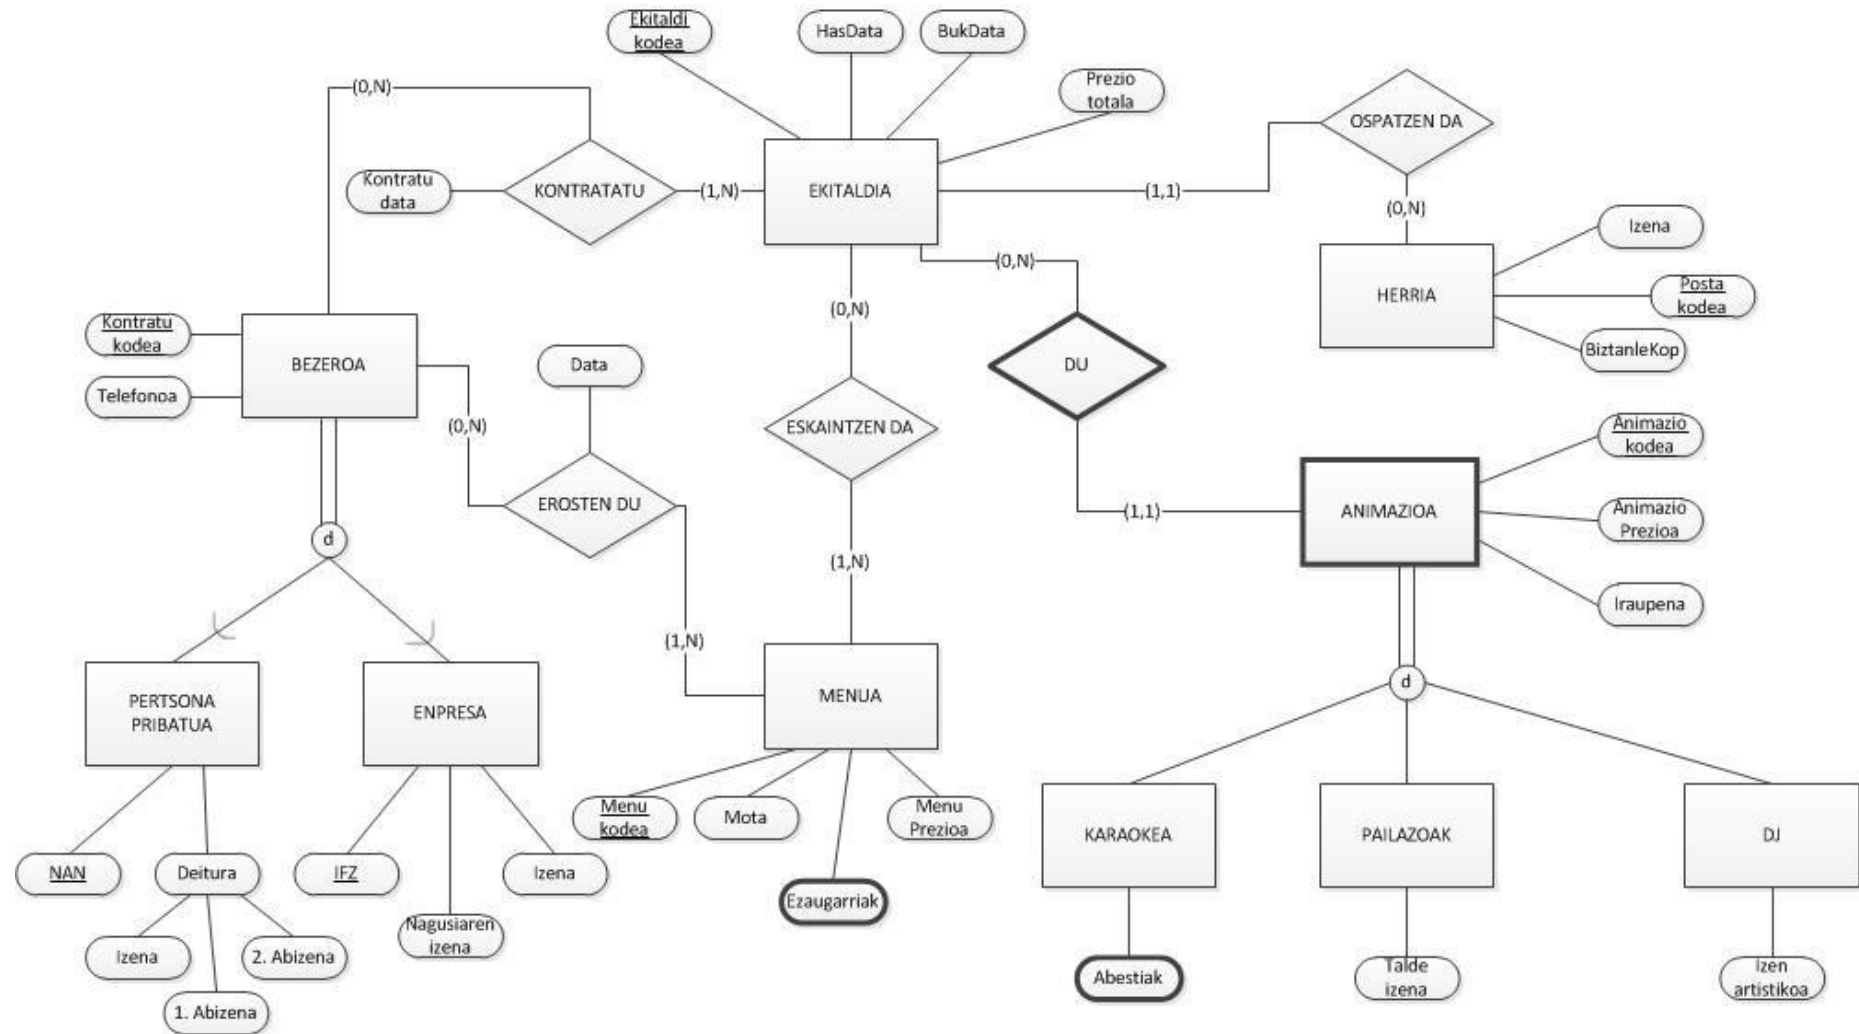 Ekitaldi
kodea
HasData
BukData
Prezio
totala
(0,N)
OSPATZEN DA
Kontratu
data
KONTRATATU
(1,N)
EKITALDIA
(1,1)
(0,N)
Izena
(0,N)
HERRIA
Posta
kodea
BiztanleKop
Kontratu
kodea
BEZEROA
Telefonoa
Data
(0,N)
DU
(0,N)
ESKAINTZEN DA
Animazio
kodea
EROSTEN DU
(1,1)
ANIMAZIOA
Animazio
Prezioa
d
(1,N)
Iraupena
(1,N)
PERTSONA
PRIBATUA
ENPRESA
MENUA
d
Menu
kodea
Mota
Menu
Prezioa
KARAOKEA
PAILAZOAK
DJ
NAN
Deitura
IFZ
Izena
Ezaugarriak
Nagusiaren
izena
Izena
2. Abizena
1. Abizena
Abestiak
Talde
izena
Izen
artistikoa